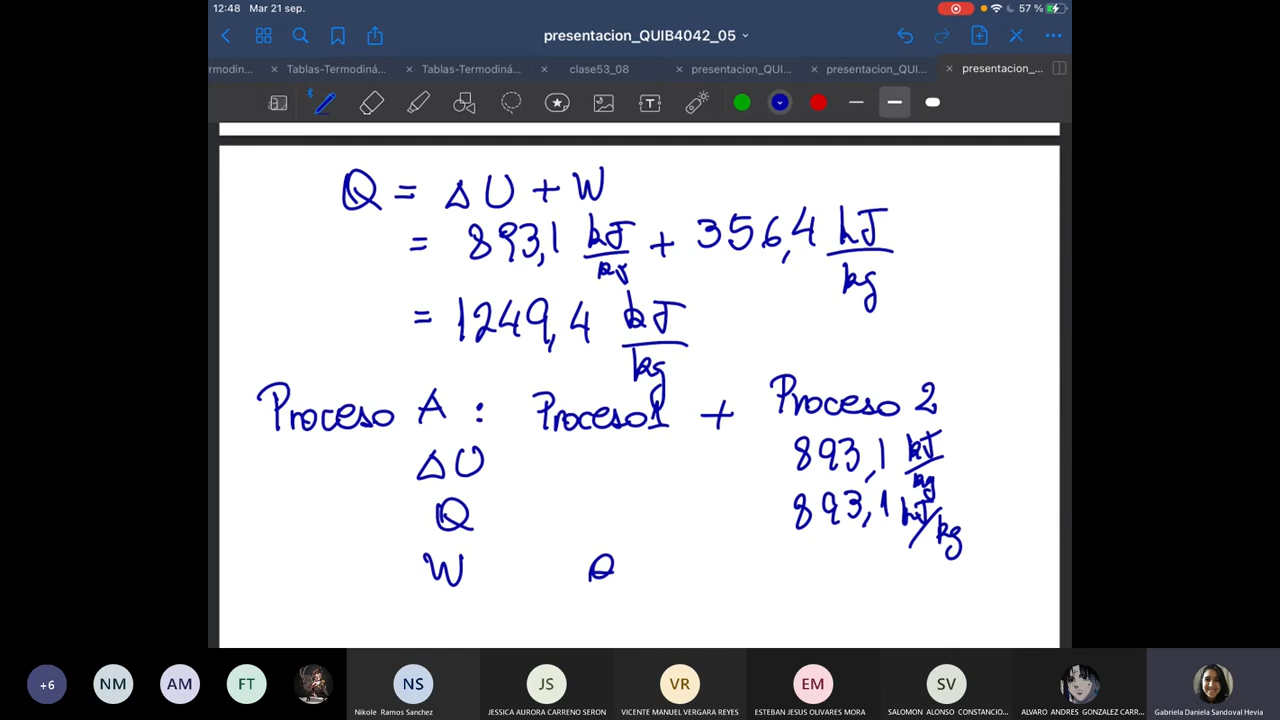 12:48 Mar 21 sep. 57 %
presentacion_QUIB4042_05
ermodin... Tablas-Termodiná... Tablas-Termodiná... clase53_08 presentacion_QUI... presentacion_QUI... presentacion_...
Q = ΔU + W
= 893,1 kJ/kg + 356,4 kJ/kg
= 1249,4 kJ/kg
Proceso A : Proceso 1 + Proceso 2
ΔU 893,1 kJ/kg
Q 893,1 kJ/kg
W
+6 NM AM FT NS JS VR EM SV
Nikole Ramos Sanchez JESSICA AURORA CARRENO SERON VICENTE MANUEL VERGARA REYES ESTEBAN JESUS OLIVARES MORA SALOMON ALONSO CONSTANCIO... ALVARO ANDRES GONZALEZ CARR... Gabriela Daniela Sandoval Hevia